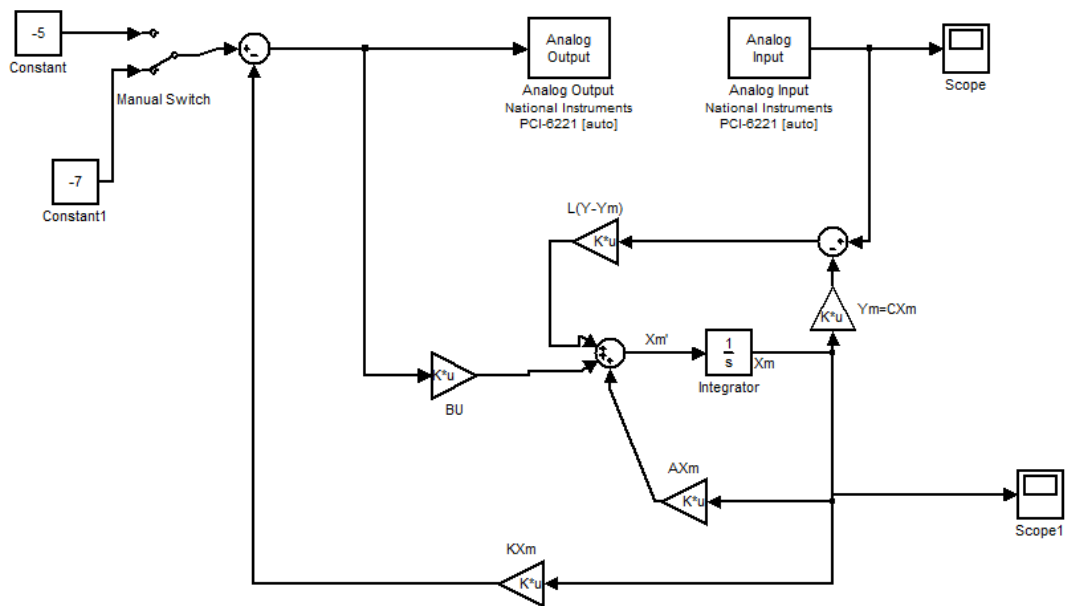 -5
Constant
Manual Switch
-7
Constant1
+
-
Analog
Output
Analog Output
National Instruments
PCI-6221 [auto]
Analog
Input
Analog Input
National Instruments
PCI-6221 [auto]
Scope
L(Y-Ym)
K*u
-
+
K*u
Ym=CXm
K*u
BU
+
+
+
Xm'
1
s
Xm
Integrator
AXm
K*u
Scope1
KXm
K*u